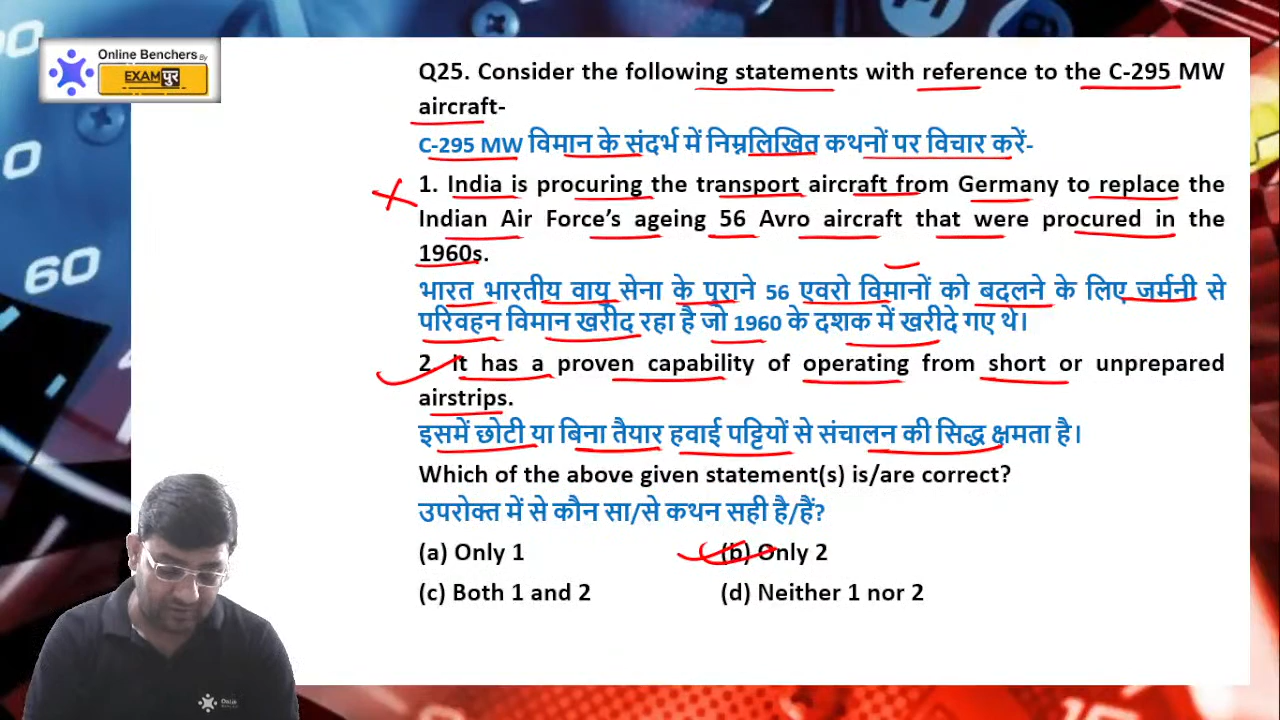 Online Benchers By
EXAMपुर
Q25. Consider the following statements with reference to the C-295 MW
aircraft-
C-295 MW विमान के संदर्भ में निम्नलिखित कथनों पर विचार करें-
1. India is procuring the transport aircraft from Germany to replace the
Indian Air Force’s ageing 56 Avro aircraft that were procured in the
1960s.
भारत भारतीय वायु सेना के पुराने 56 एवरो विमानों को बदलने के लिए जर्मनी से
परिवहन विमान खरीद रहा है जो 1960 के दशक में खरीदे गए थे।
2. It has a proven capability of operating from short or unprepared
airstrips.
इसमें छोटी या बिना तैयार हवाई पट्टियों से संचालन की सिद्ध क्षमता है।
Which of the above given statement(s) is/are correct?
उपरोक्त में से कौन सा/से कथन सही है/हैं?
(a) Only 1 (b) Only 2
(c) Both 1 and 2 (d) Neither 1 nor 2